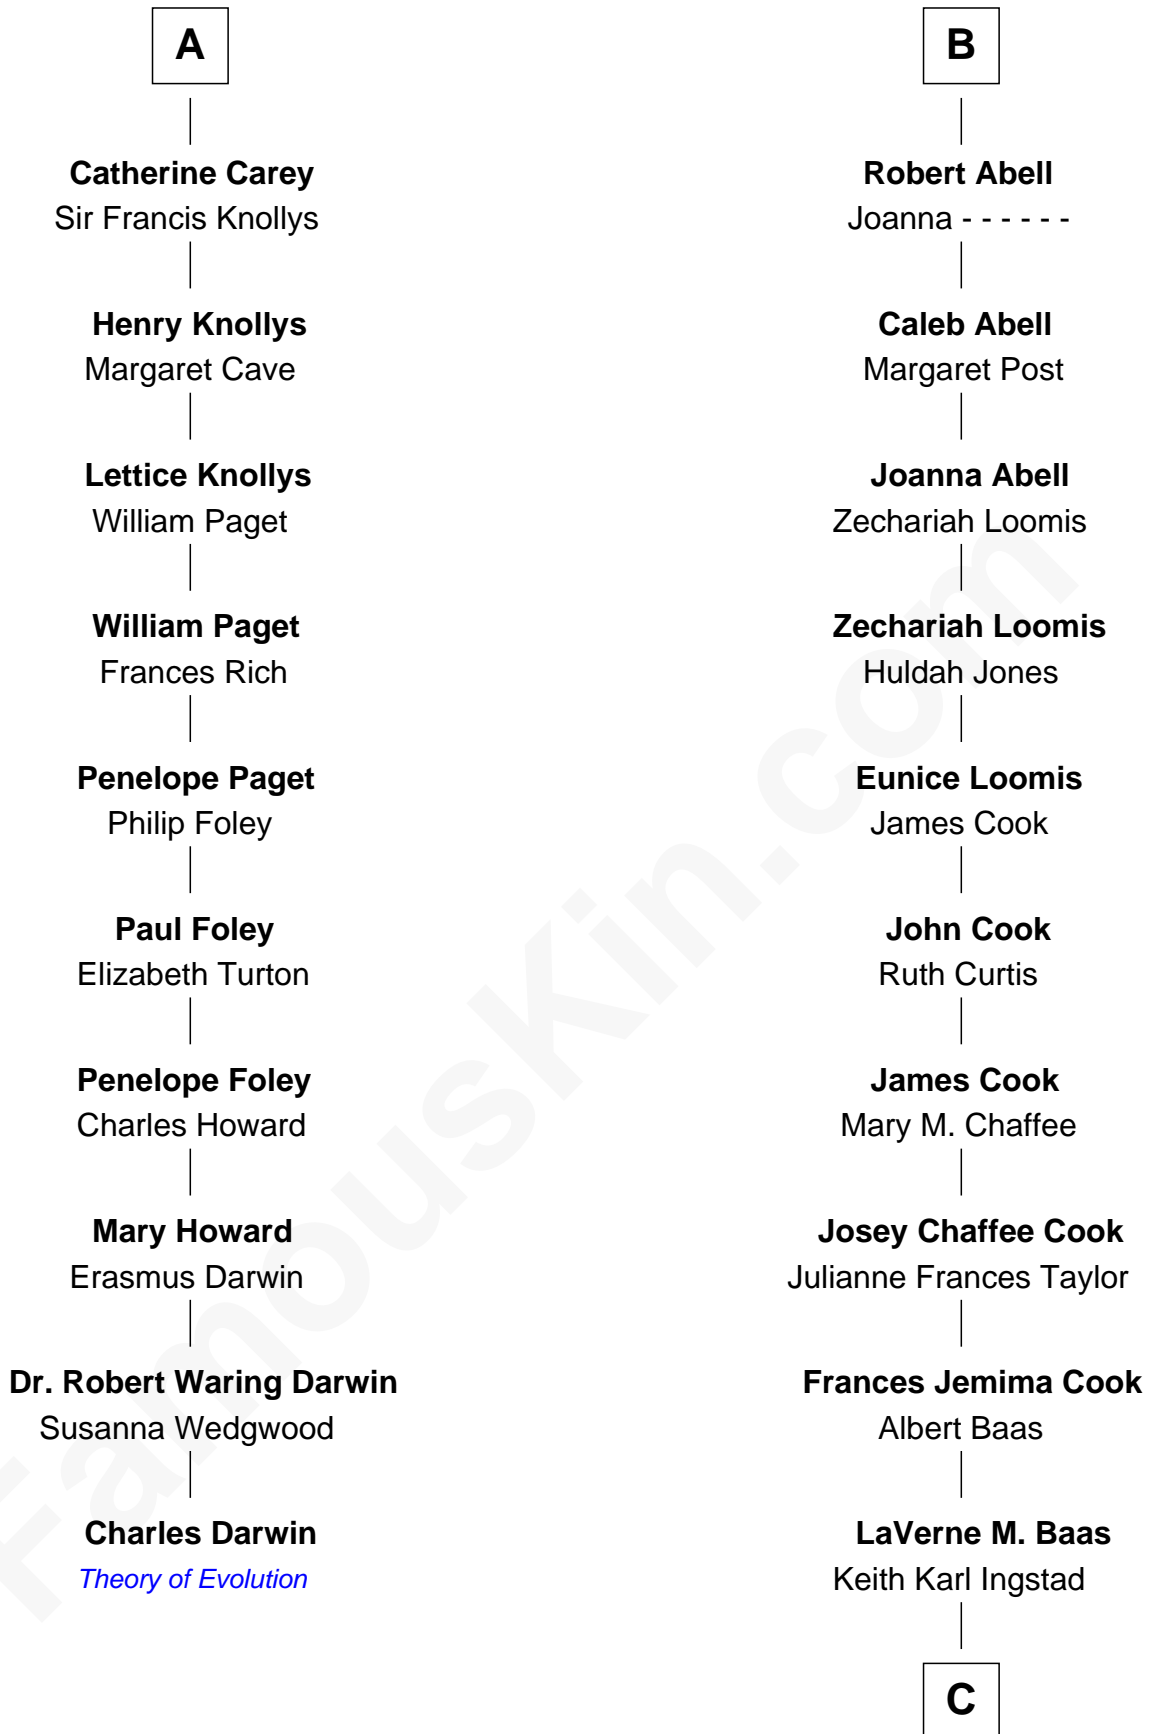 A
Catherine Carey
Sir Francis Knollys
Henry Knollys
Margaret Cave
Lettice Knollys
William Paget
William Paget
Frances Rich
Penelope Paget
Philip Foley
Paul Foley
Elizabeth Turton
Penelope Foley
Charles Howard
Mary Howard
Erasmus Darwin
Dr. Robert Waring Darwin
Susanna Wedgwood
Charles Darwin
Theory of Evolution
B
Robert Abell
Joanna - - - - - -
Caleb Abell
Margaret Post
Joanna Abell
Zechariah Loomis
Zechariah Loomis
Huldah Jones
Eunice Loomis
James Cook
John Cook
Ruth Curtis
James Cook
Mary M. Chaffee
Josey Chaffee Cook
Julianne Frances Taylor
Frances Jemima Cook
Albert Baas
LaVerne M. Baas
Keith Karl Ingstad
C
FamousKin.com